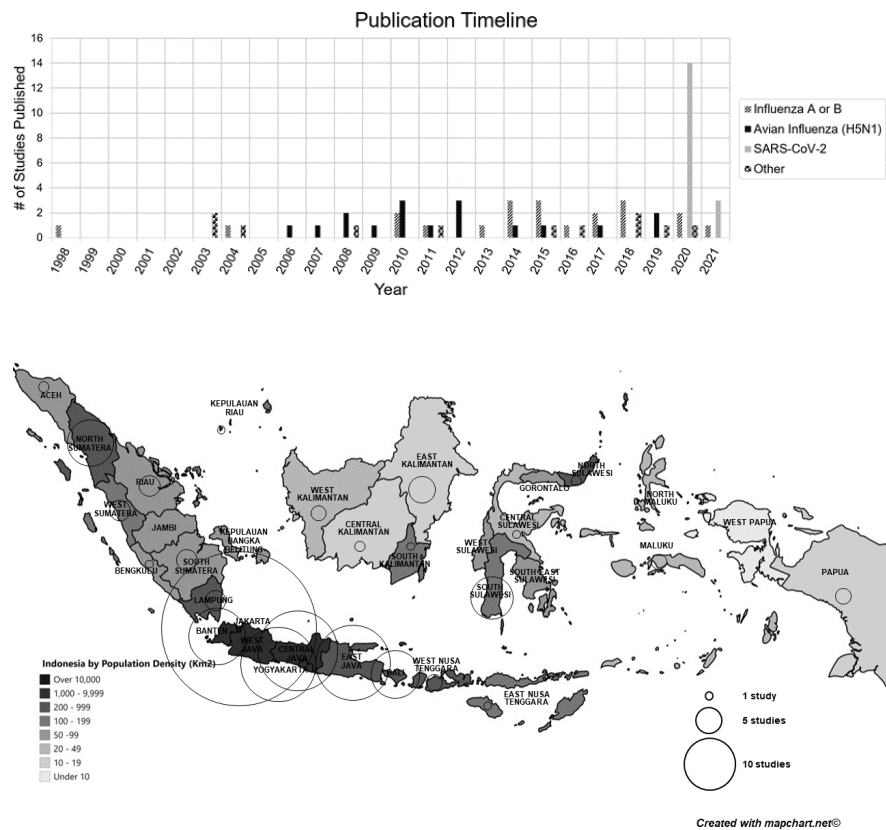 Publication Timeline
# of Studies Published
16
14
12
10
8
6
4
2
0
1998
1999
2000
2001
2002
2003
2004
2005
2006
2007
2008
2009
2010
2011
2012
2013
2014
2015
2016
2017
2018
2019
2020
2021
Year
Influenza A or B
Avian Influenza (H5N1)
SARS-CoV-2
Other
ACEH
NORTH
SUMATERA
KEPULAUAN
RIAU
RIAU
WEST
SUMATERA
JAMBI
KEPULAUAN
BANGKA
BELITUNG
BENGKULU
SOUTH
SUMATERA
LAMPUNG
BANTEN
JAKARTA
WEST
JAVA
CENTRAL
JAVA
YOGYAKARTA
EAST
JAVA
BALI
WEST NUSA
TENGGARA
EAST NUSA
TENGGARA
WEST
KALIMANTAN
CENTRAL
KALIMANTAN
EAST
KALIMANTAN
SOUTH
KALIMANTAN
NORTH
SULAWESI
GORONTALO
CENTRAL
SULAWESI
WEST
SULAWESI
SOUTH EAST
SULAWESI
SOUTH
SULAWESI
NORTH
MALUKU
MALUKU
WEST PAPUA
PAPUA
Indonesia by Population Density (Km2)
Over 10,000
1,000 - 9,999
200 - 999
100 - 199
50 -99
20 - 49
10 - 19
Under 10
1 study
5 studies
10 studies
Created with mapchart.net©